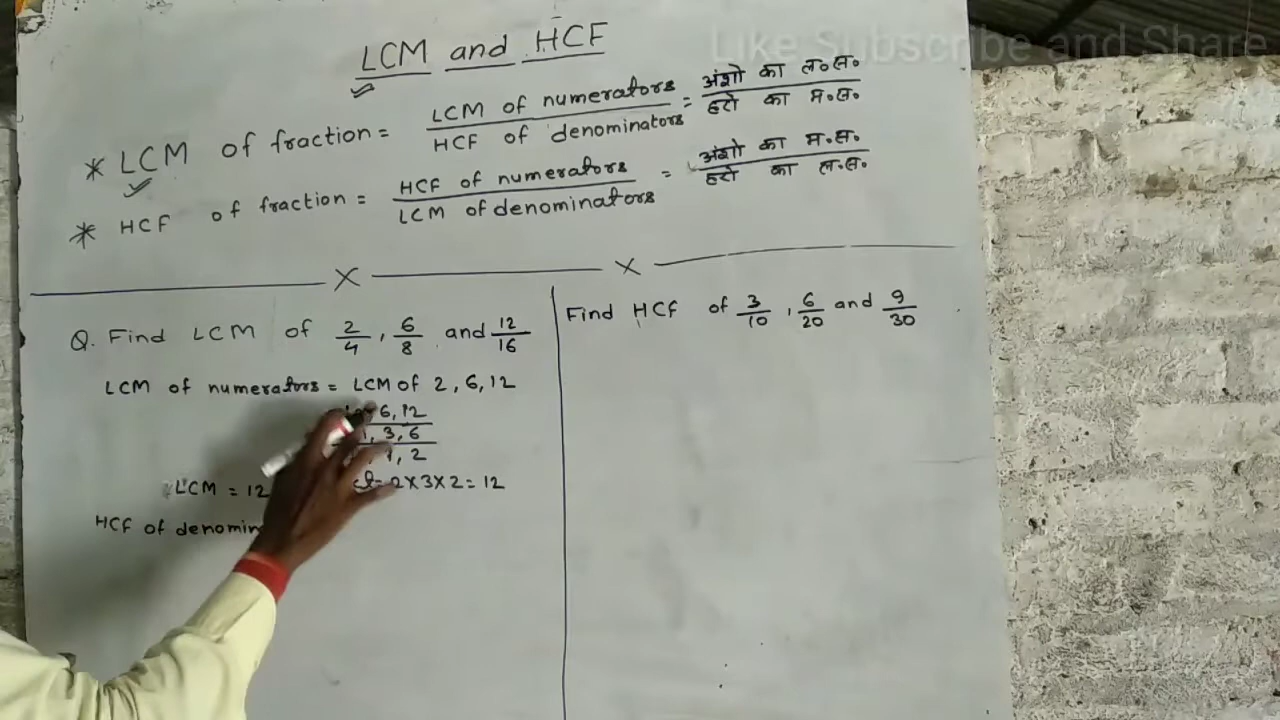 Like Subscribe and Share
LCM and HCF
* LCM of fraction = LCM of numerators / HCF of denominators = अंशो का ल०स० / हरो का म०स०
* HCF of fraction = HCF of numerators / LCM of denominators = अंशो का म०स० / हरो का ल०स०
Q. Find LCM of 2/4, 6/8 and 12/16
LCM of numerators = LCM of 2, 6, 12
6, 12
3, 6
, 2
LCM = 12 2×3×2=12
HCF of
Find HCF of 3/10, 6/20 and 9/30